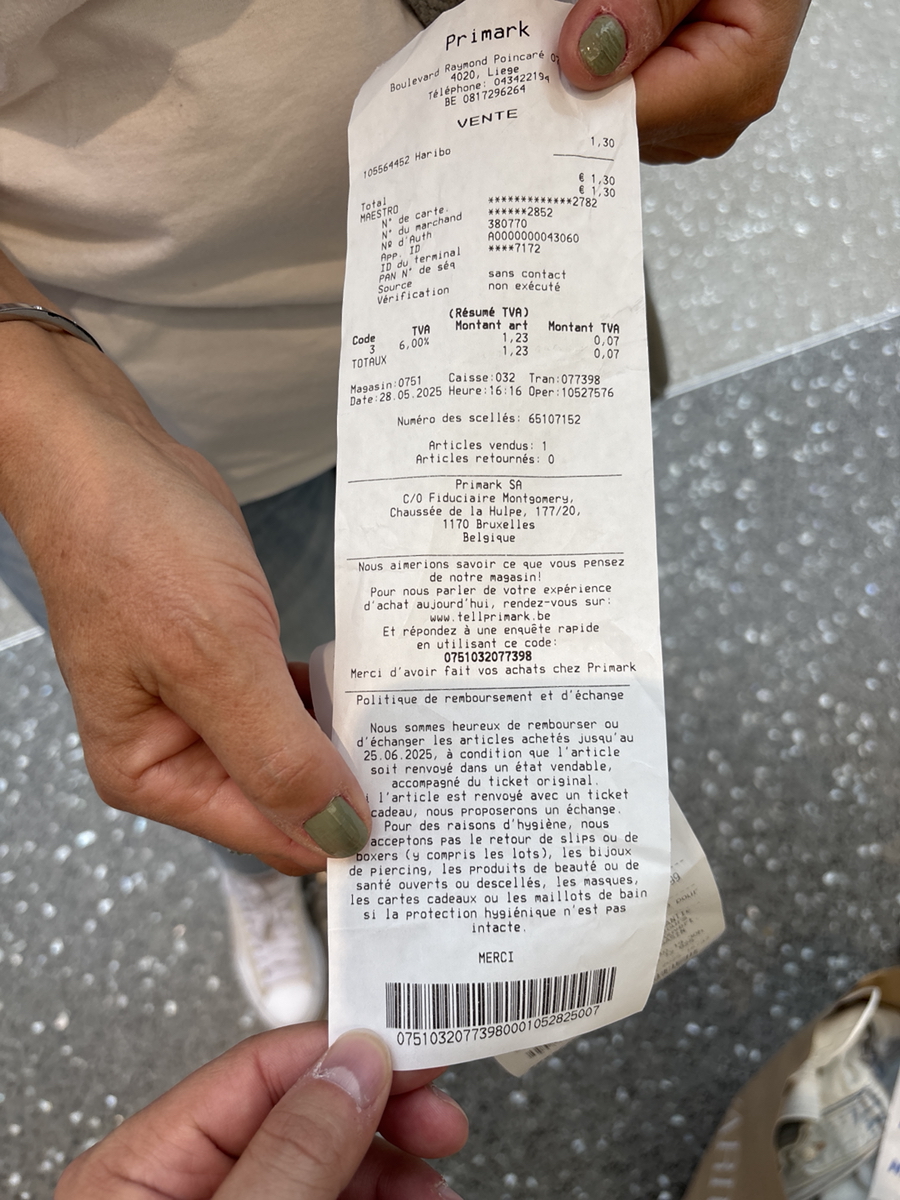 Primark
Boulevard Raymond Poincaré
4020, Liege
Téléphone: 04342219
BE 0817296264
VENTE
105564452 Haribo 1,30
Total € 1,30
MAESTRO € 1,30
N° de carte. *************2782
N° du marchand ******2852
Nº d'Auth 380770
App. ID A0000000043060
ID du terminal ****7172
PAN N° de séq
Source sans contact
Vérification non exécuté
(Résumé TVA)
Code TVA Montant art Montant TVA
3 6,00% 1,23 0,07
TOTAUX 1,23 0,07
Magasin:0751 Caisse:032 Tran:077398
Date:28.05.2025 Heure:16:16 Oper:10527576
Numéro des scellés: 65107152
Articles vendus: 1
Articles retournés: 0
Primark SA
C/O Fiduciaire Montgomery,
Chaussée de la Hulpe, 177/20,
1170 Bruxelles
Belgique
Nous aimerions savoir ce que vous pensez
de notre magasin!
Pour nous parler de votre expérience
d'achat aujourd'hui, rendez-vous sur:
www.tellprimark.be
Et répondez à une enquête rapide
en utilisant ce code:
0751032077398
Merci d'avoir fait vos achats chez Primark
Politique de remboursement et d'échange
Nous sommes heureux de rembourser ou
d'échanger les articles achetés jusqu'au
25.06.2025, à condition que l'article
soit renvoyé dans un état vendable,
accompagné du ticket original.
l'article est renvoyé avec un ticket
cadeau, nous proposerons un échange.
Pour des raisons d'hygiène, nous
acceptons pas le retour de slips ou de
boxers (y compris les lots), les bijoux
de piercings, les produits de beauté ou de
santé ouverts ou descellés, les masques,
les cartes cadeaux ou les maillots de bain
si la protection hygiénique n'est pas
intacte.
MERCI
07510320773980001052825007